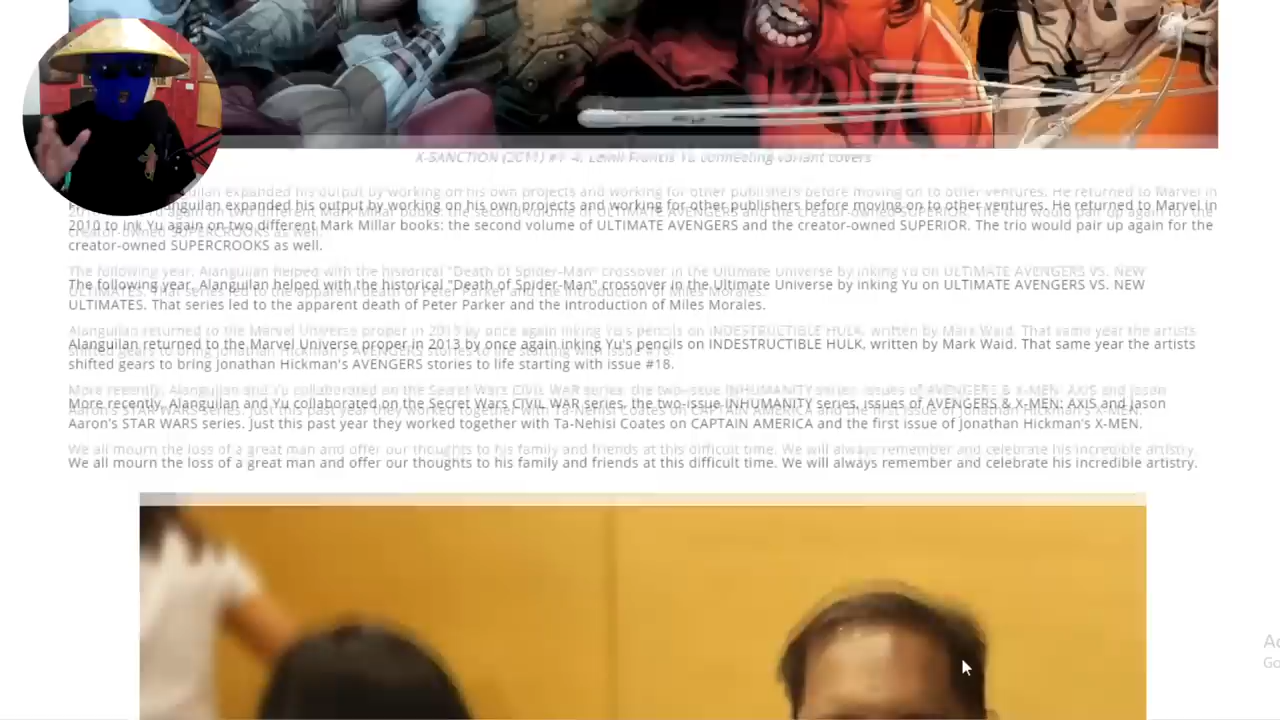 X-SANCTION (2011) #1-4, Leinil Francis Yu connecting variant covers
Alanguilan expanded his output by working on his own projects and working for other publishers before moving on to other ventures. He returned to Marvel in
2010 to ink Yu again on two different Mark Millar books: the second volume of ULTIMATE AVENGERS and the creator-owned SUPERIOR. The trio would pair up again for the
creator-owned SUPERCROOKS as well.
The following year, Alanguilan helped with the historical "Death of Spider-Man" crossover in the Ultimate Universe by inking Yu on ULTIMATE AVENGERS VS. NEW
ULTIMATES. That series led to the apparent death of Peter Parker and the introduction of Miles Morales.
Alanguilan returned to the Marvel Universe proper in 2013 by once again inking Yu's pencils on INDESTRUCTIBLE HULK, written by Mark Waid. That same year the artists
shifted gears to bring Jonathan Hickman's AVENGERS stories to life starting with issue #18.
More recently, Alanguilan and Yu collaborated on the Secret Wars CIVIL WAR series, the two-issue INHUMANITY series, issues of AVENGERS & X-MEN: AXIS and Jason
Aaron's STAR WARS series. Just this past year they worked together with Ta-Nehisi Coates on CAPTAIN AMERICA and the first issue of Jonathan Hickman's X-MEN.
We all mourn the loss of a great man and offer our thoughts to his family and friends at this difficult time. We will always remember and celebrate his incredible artistry.